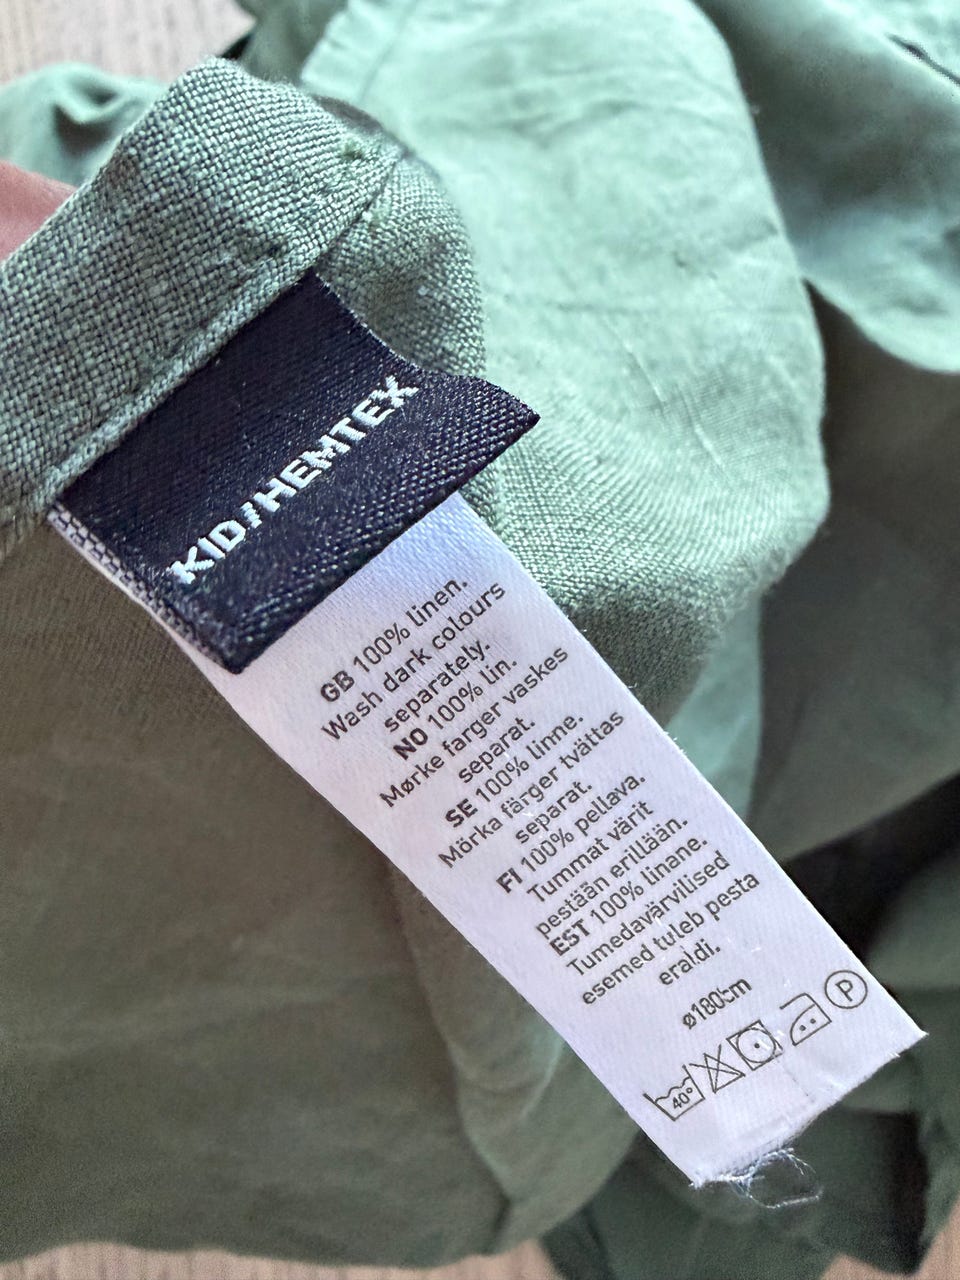 KID/HEMTEX
GB 100% linen.
Wash dark colours
separately.
NO 100% lin.
Mørke farger vaskes
separat.
SE 100% linne.
Mörka färger tvättas
separat.
FI 100% pellava.
Tummat värit
pestään erillään.
EST 100% linane.
Tumedavärvilised
esemed tuleb pesta
eraldi.
ø180cm
40° P